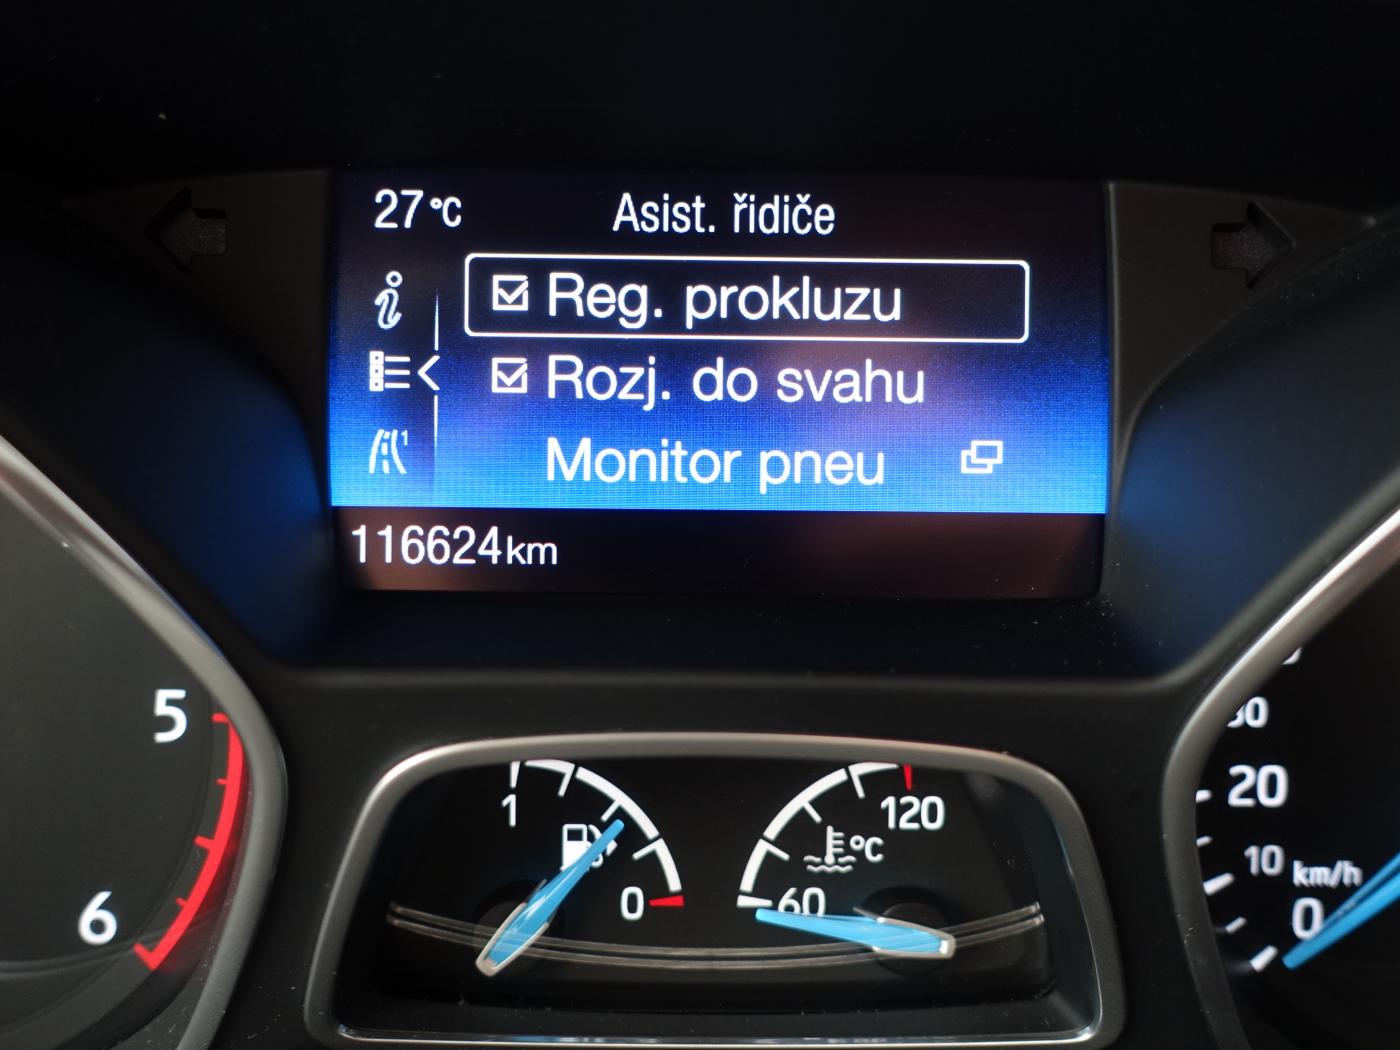 27°C Asist. řidiče
Reg. prokluzu
Rozj. do svahu
1
Monitor pneu
116624km
5
6
1
0
120
°C
60
20
10
km/h
0